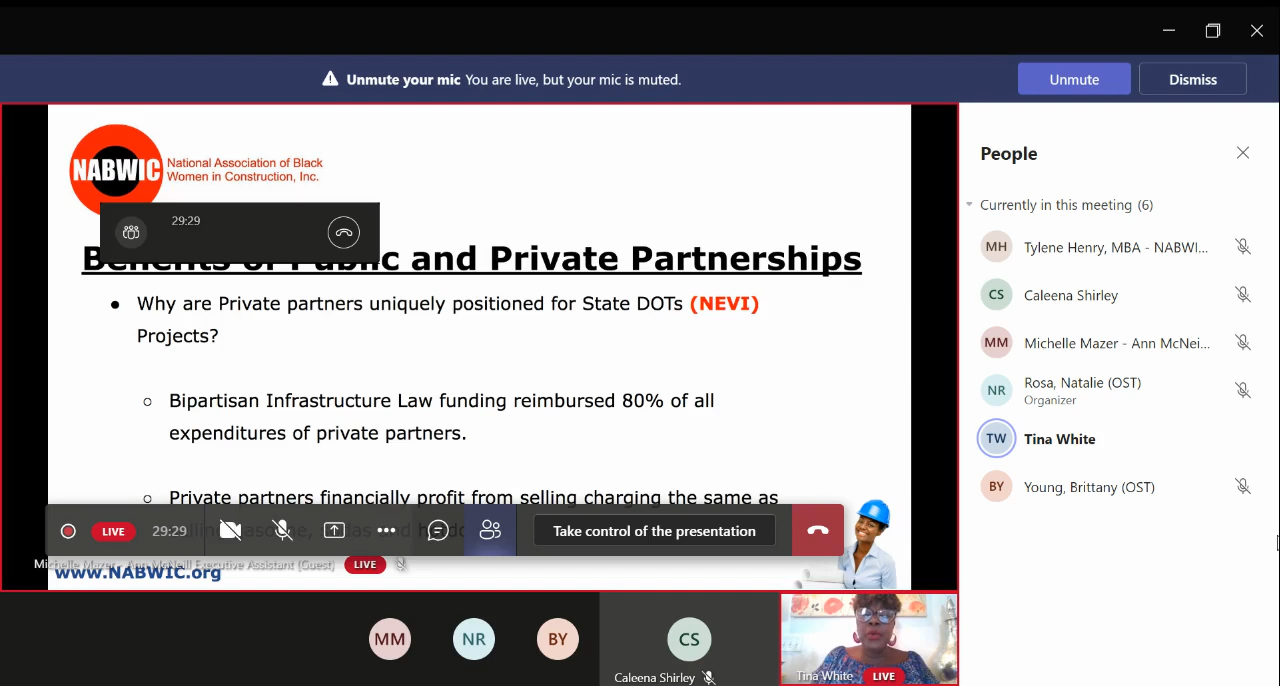 Unmute your mic You are live, but your mic is muted.
Unmute
Dismiss
NABWIC
National Association of Black
Women in Construction, Inc.
29:29
Benefits of Public and Private Partnerships
• Why are Private partners uniquely positioned for State DOTs (NEVI)
Projects?
○ Bipartisan Infrastructure Law funding reimbursed 80% of all
expenditures of private partners.
○ Private partners financially profit from selling charging the same as
LIVE
29:29
Take control of the presentation
Michelle Mazer - Ann McNeill Executive Assistant (Guest)
LIVE
www.NABWIC.org
MM
NR
BY
CS
Caleena Shirley
Tina White
LIVE
People
Currently in this meeting (6)
MH
Tylene Henry, MBA - NABWI...
CS
Caleena Shirley
MM
Michelle Mazer - Ann McNei...
NR
Rosa, Natalie (OST)
Organizer
TW
Tina White
BY
Young, Brittany (OST)